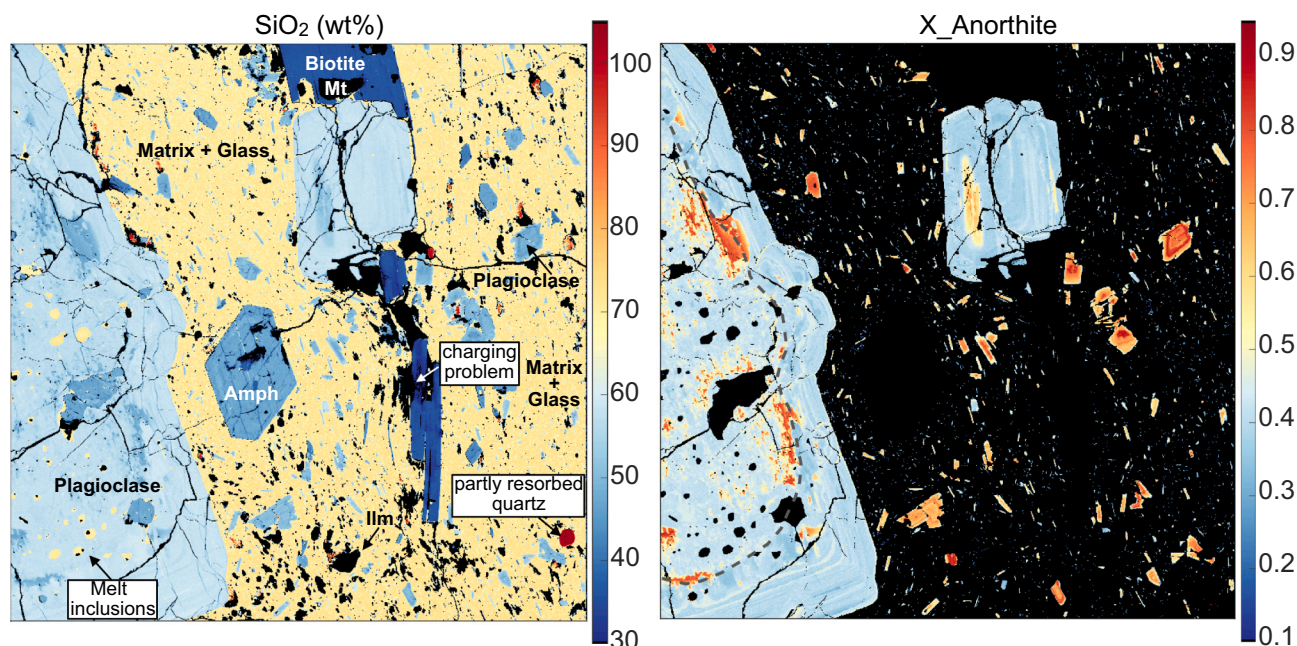 SiO₂ (wt%)
X_Anorthite
Biotite
Mt
Matrix + Glass
Plagioclase
charging
problem
Matrix
+
Glass
Amph
Plagioclase
partly resorbed
quartz
Ilm
Melt
inclusions
100
90
80
70
60
50
40
30
0.9
0.8
0.7
0.6
0.5
0.4
0.3
0.2
0.1